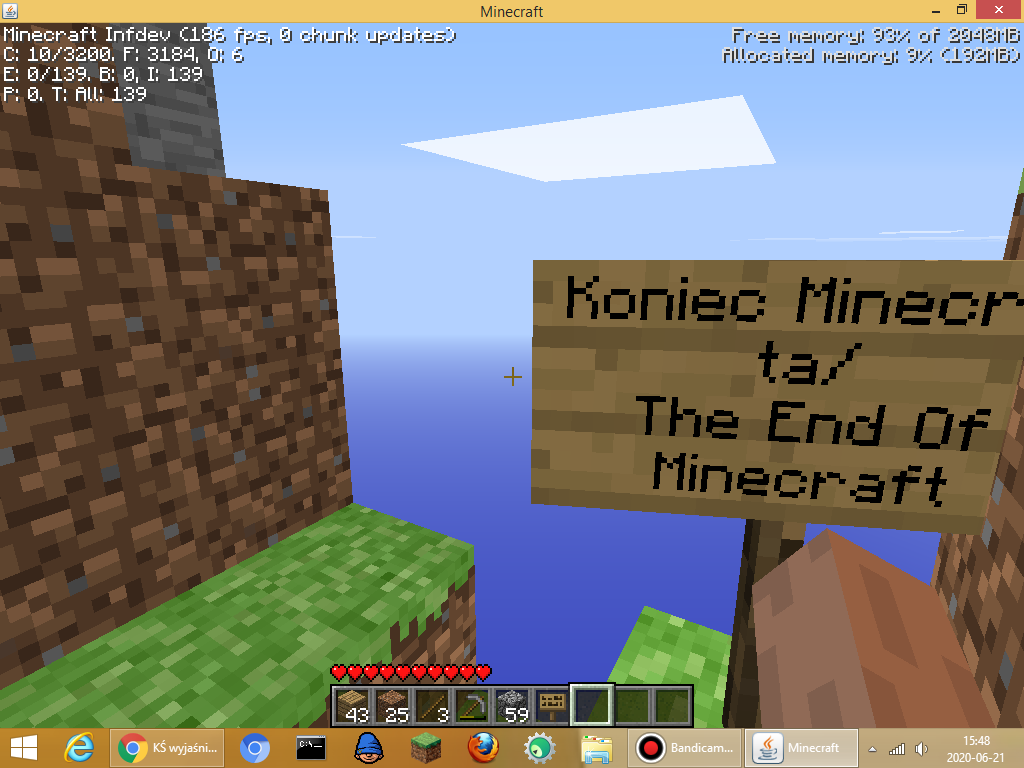 Minecraft
Minecraft Infdev (186 fps, 0 chunk updates)
C: 10/3200. F: 3184, O: 6
E: 0/139. B: 0, I: 139
P: 0. T: All: 139
Free memory: 93% of 2048MB
Allocated memory: 9% (192MB)
Koniec Minecr
ta/
The End Of
Minecraft
43 25 3 59
KŚ wyjaśni...
Bandicam...
Minecraft
15:48
2020-06-21